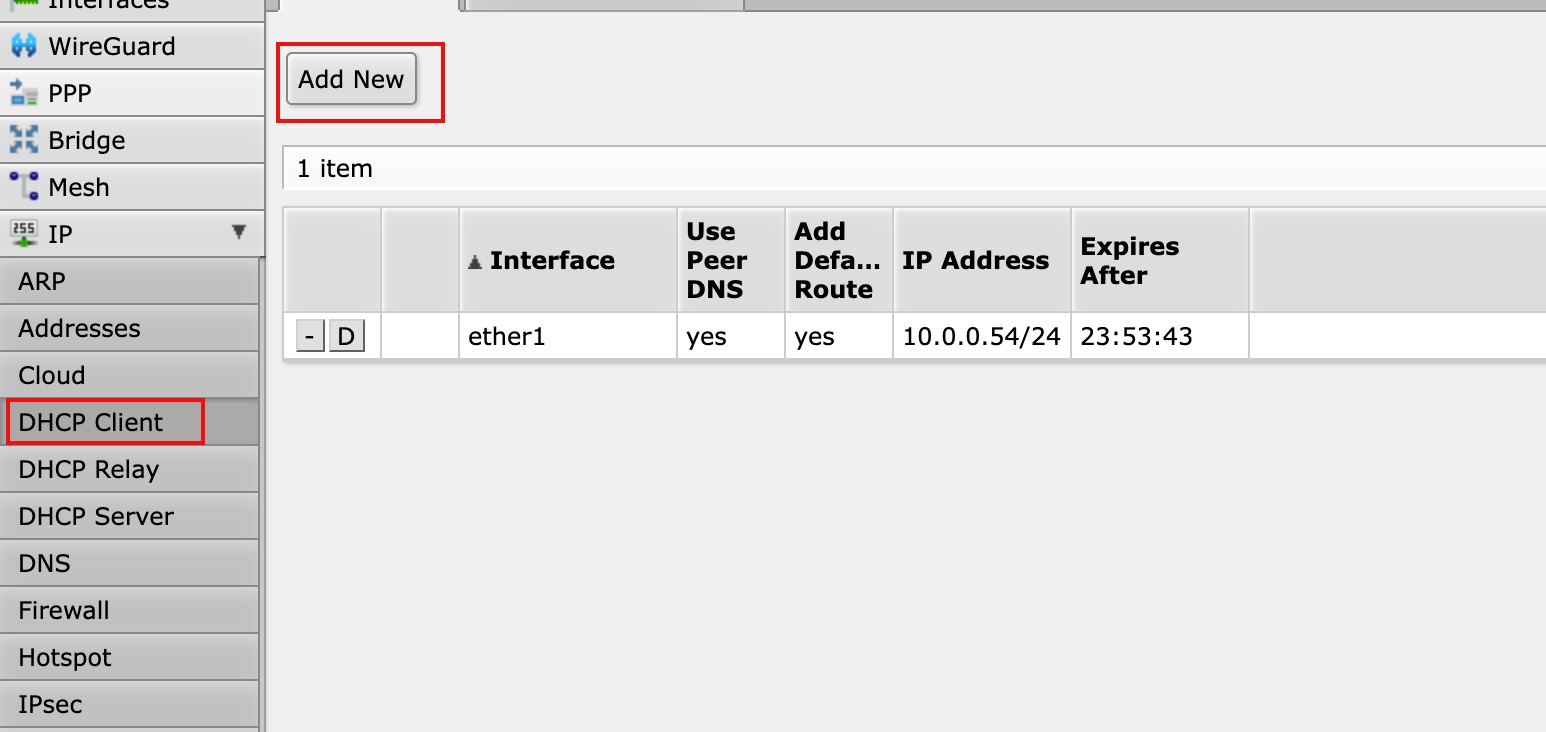 Interfaces
WireGuard
PPP
Bridge
Mesh
255
IP
ARP
Addresses
Cloud
DHCP Client
DHCP Relay
DHCP Server
DNS
Firewall
Hotspot
IPsec
Add New
1 item
Interface
Use
Peer
DNS
Add
Defa...
Route
IP Address
Expires
After
- D
ether1
yes
yes
10.0.0.54/24
23:53:43